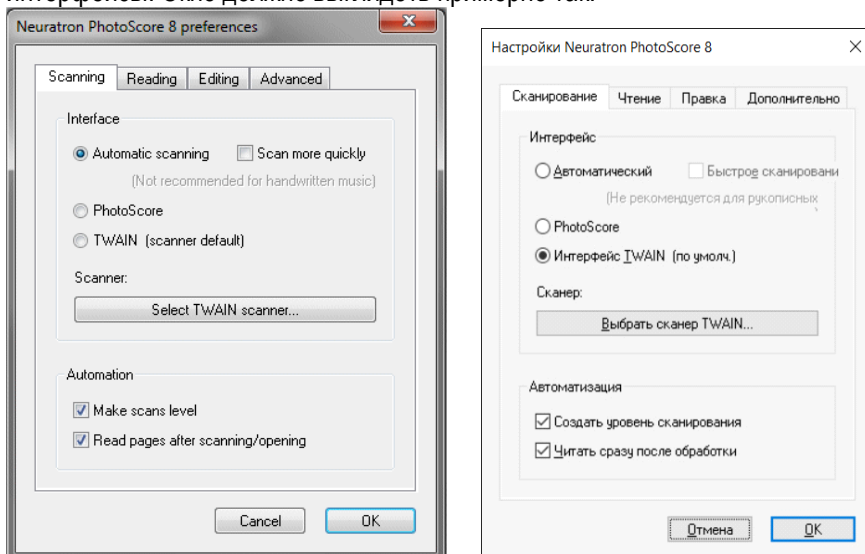 Neuratron PhotoScore 8 preferences
Scanning Reading Editing Advanced
Interface
Automatic scanning Scan more quickly
(Not recommended for handwritten music)
PhotoScore
TWAIN (scanner default)
Scanner:
Select TWAIN scanner...
Automation
Make scans level
Read pages after scanning/opening
Cancel OK
Настройки Neuratron PhotoScore 8
Сканирование Чтение Правка Дополнительно
Интерфейс
Автоматический Быстрое сканировани
(Не рекомендуется для рукописных
PhotoScore
Интерфейс TWAIN (по умолч.)
Сканер:
Выбрать сканер TWAIN...
Автоматизация
Создать уровень сканирования
Читать сразу после обработки
Отмена OK